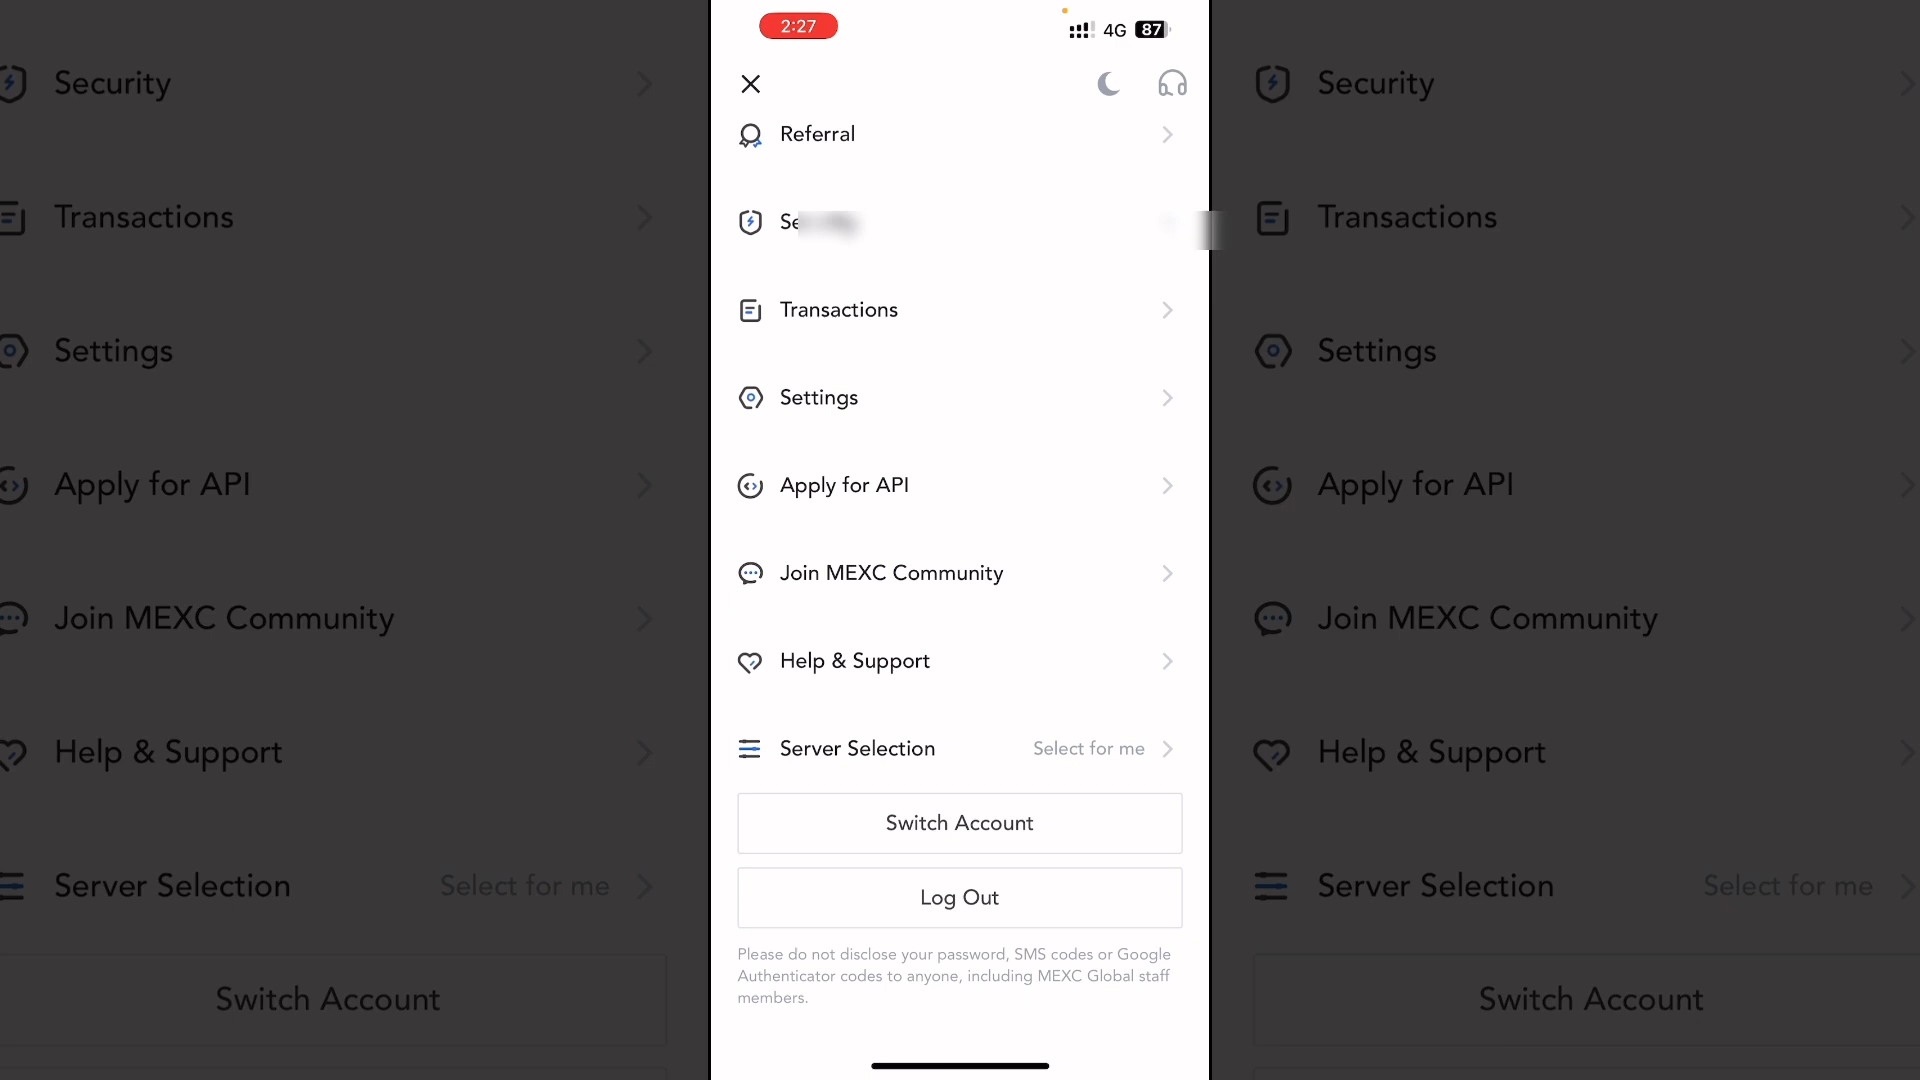 2:27
4G 87
Referral
Transactions
Settings
Apply for API
Join MEXC Community
Help & Support
Server Selection Select for me
Switch Account
Log Out
Please do not disclose your password, SMS codes or Google
Authenticator codes to anyone, including MEXC Global staff
members.
Security
Transactions
Settings
Apply for API
Join MEXC Community
Help & Support
Server Selection Select for me
Switch Account
Security
Transactions
Settings
Apply for API
Join MEXC Community
Help & Support
Server Selection Select for me
Switch Account